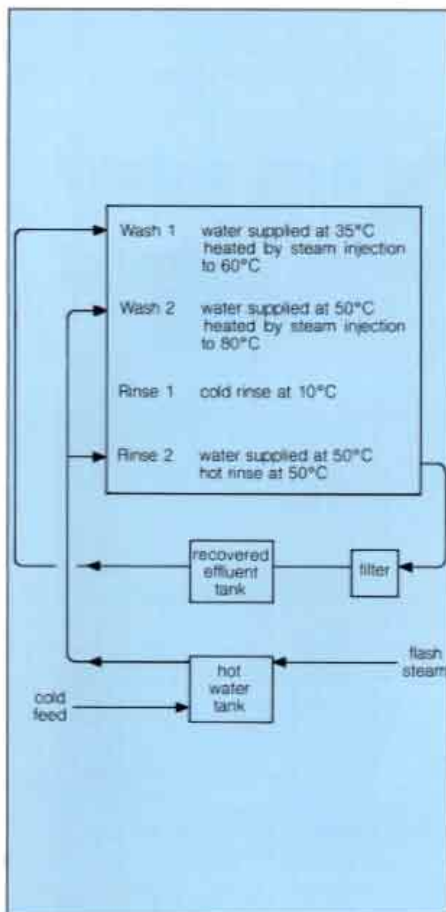 Wash 1 water supplied at 35°C
heated by steam injection
to 60°C
Wash 2 water supplied at 50°C
heated by steam injection
to 80°C
Rinse 1 cold rinse at 10°C
Rinse 2 water supplied at 50°C
hot rinse at 50°C
recovered
effluent
tank
filter
flash
steam
hot
water
tank
cold
feed